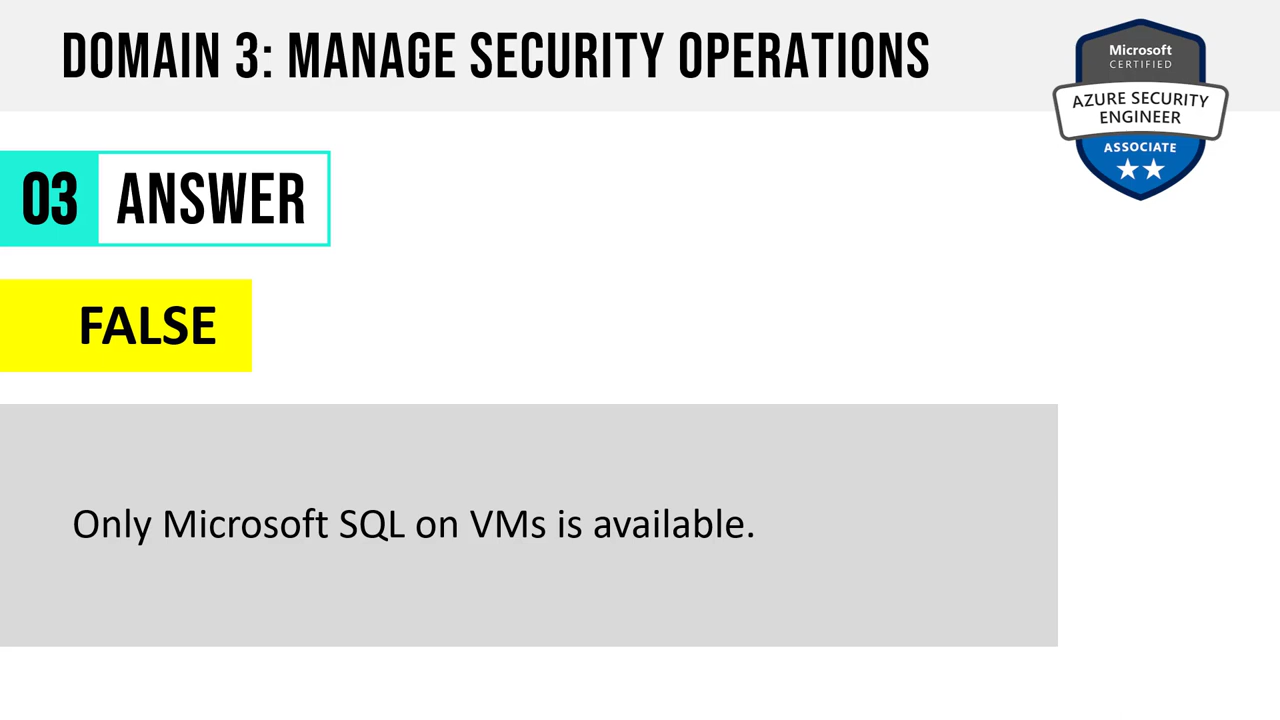 DOMAIN 3: MANAGE SECURITY OPERATIONS
Microsoft
CERTIFIED
AZURE SECURITY
ENGINEER
ASSOCIATE
03 ANSWER
FALSE
Only Microsoft SQL on VMs is available.